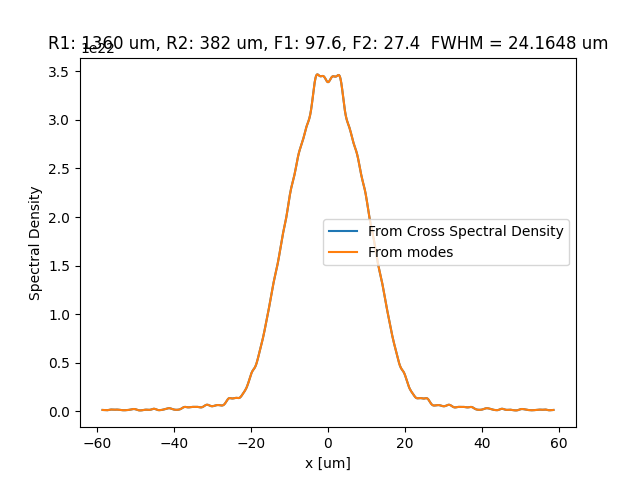 R1: 1360 um, R2: 382 um, F1: 97.6, F2: 27.4  FWHM = 24.1648 um
1e22
3.5
3.0
2.5
2.0
1.5
1.0
0.5
0.0
Spectral Density
From Cross Spectral Density
From modes
−60
−40
−20
0
20
40
60
x [um]